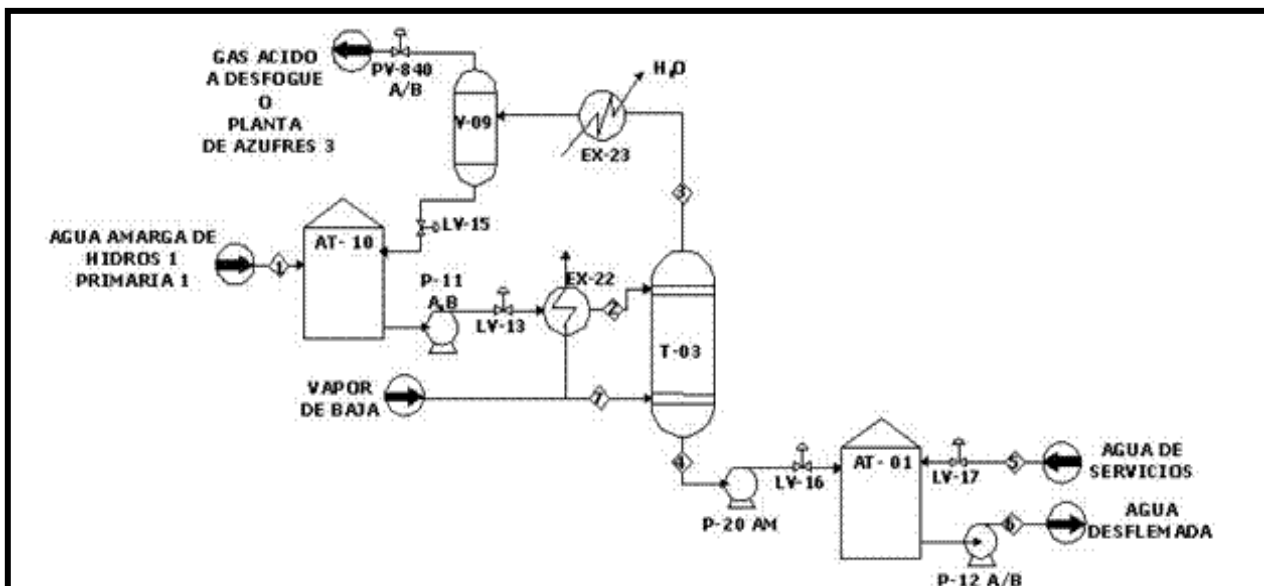 GAS ACIDO
A DESFOGUE
O
PLANTA
DE AZUFRES 3
PV-840
A/B
V-09
H₂O
EX-23
3
LV-15
AGUA AMARGA DE
HIDROS 1
PRIMARIA 1
1
AT- 10
P-11
A,B
LV-13
EX-22
2
T-03
VAPOR
DE BAJA
7
4
P-20 AM
LV-16
AT- 01
LV-17
5
AGUA DE
SERVICIOS
6
AGUA
DESFLEMADA
P-12 A/B